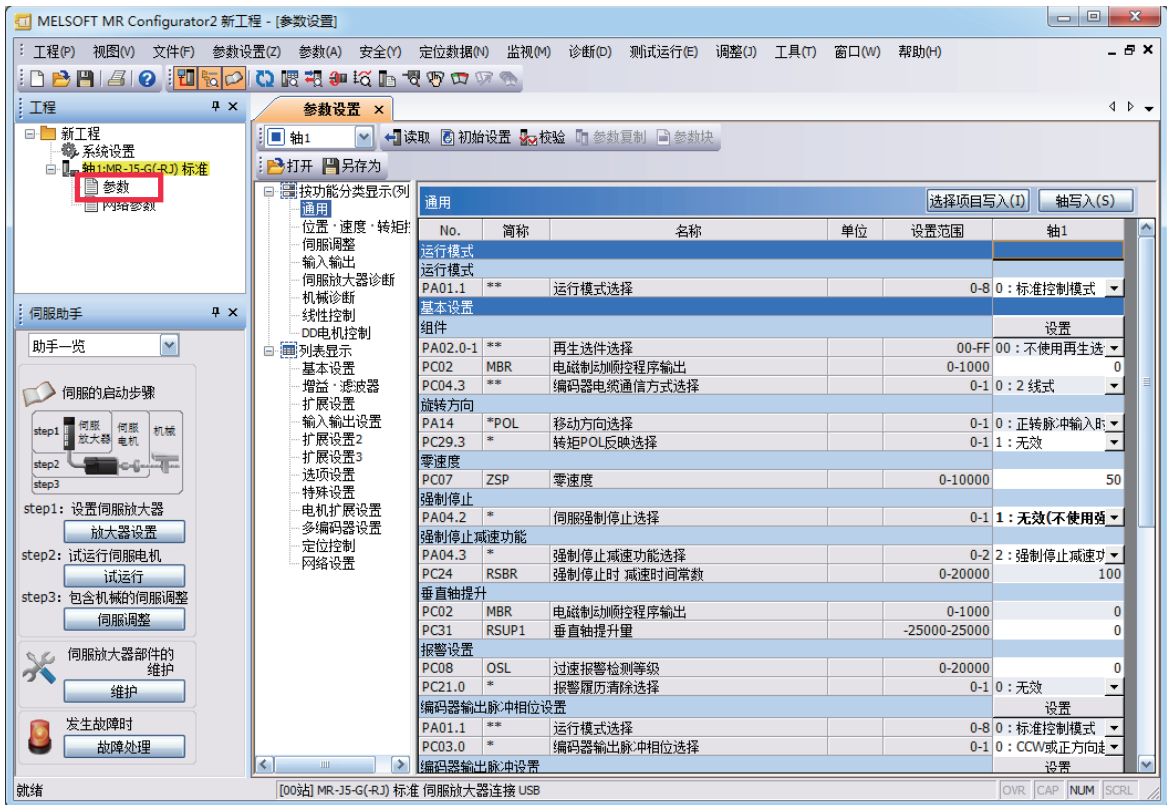 MELSOFT MR Configurator2 新工程 - [参数设置]
工程(P) 视图(V) 文件(F) 参数设置(Z) 参数(A) 安全(Y) 定位数据(N) 监视(M) 诊断(D) 测试运行(E) 调整(J) 工具(T) 窗口(W) 帮助(H)
工程
新工程
系统设置
轴1:MR-J5-G(-RJ) 标准
参数
网络参数
伺服助手
助手一览
伺服的启动步骤
step1 伺服放大器 伺服电机 机械
step2
step3
step1: 设置伺服放大器
放大器设置
step2: 试运行伺服电机
试运行
step3: 包含机械的伺服调整
伺服调整
伺服放大器部件的
维护
维护
发生故障时
故障处理
参数设置
轴1 读取 初始设置 校验 参数复制 参数块
打开 另存为
按功能分类显示(列
通用
位置·速度·转矩
伺服调整
输入输出
伺服放大器诊断
机械诊断
线性控制
DD电机控制
列表显示
基本设置
增益·滤波器
扩展设置
输入输出设置
扩展设置2
扩展设置3
选项设置
特殊设置
电机扩展设置
多编码器设置
定位控制
网络设置
通用 选择项目写入(I) 轴写入(S)
No. 简称 名称 单位 设置范围 轴1
运行模式
运行模式
PA01.1 ** 运行模式选择 0-8 0 : 标准控制模式
基本设置
组件 设置
PA02.0-1 ** 再生选件选择 00-FF 00 : 不使用再生选
PC02 MBR 电磁制动顺控程序输出 0-1000 0
PC04.3 ** 编码器电缆通信方式选择 0-1 0 : 2 线式
旋转方向
PA14 *POL 移动方向选择 0-1 0 : 正转脉冲输入时
PC29.3 * 转矩POL反映选择 0-1 1 : 无效
零速度
PC07 ZSP 零速度 0-10000 50
强制停止
PA04.2 * 伺服强制停止选择 0-1 1 : 无效(不使用强
强制停止减速功能
PA04.3 * 强制停止减速功能选择 0-2 2 : 强制停止减速功
PC24 RSBR 强制停止时 减速时间常数 0-20000 100
垂直轴提升
PC02 MBR 电磁制动顺控程序输出 0-1000 0
PC31 RSUP1 垂直轴提升量 -25000-25000 0
报警设置
PC08 OSL 过速报警检测等级 0-20000 0
PC21.0 * 报警履历清除选择 0-1 0 : 无效
编码器输出脉冲相位设置 设置
PA01.1 ** 运行模式选择 0-8 0 : 标准控制模式
PC03.0 * 编码器输出脉冲相位选择 0-1 0 : CCW或正方向
编码器输出脉冲设置 设置
就绪 [00站] MR-J5-G(-RJ) 标准 伺服放大器连接 USB OVR CAP NUM SCRL